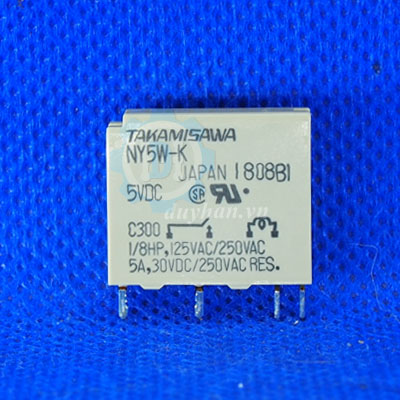 TAKAMISAWA
NY5W-K
JAPAN 1808B1
5VDC
duyhan.vn
C300
1/8HP,125VAC/250VAC
5A,30VDC/250VAC RES.